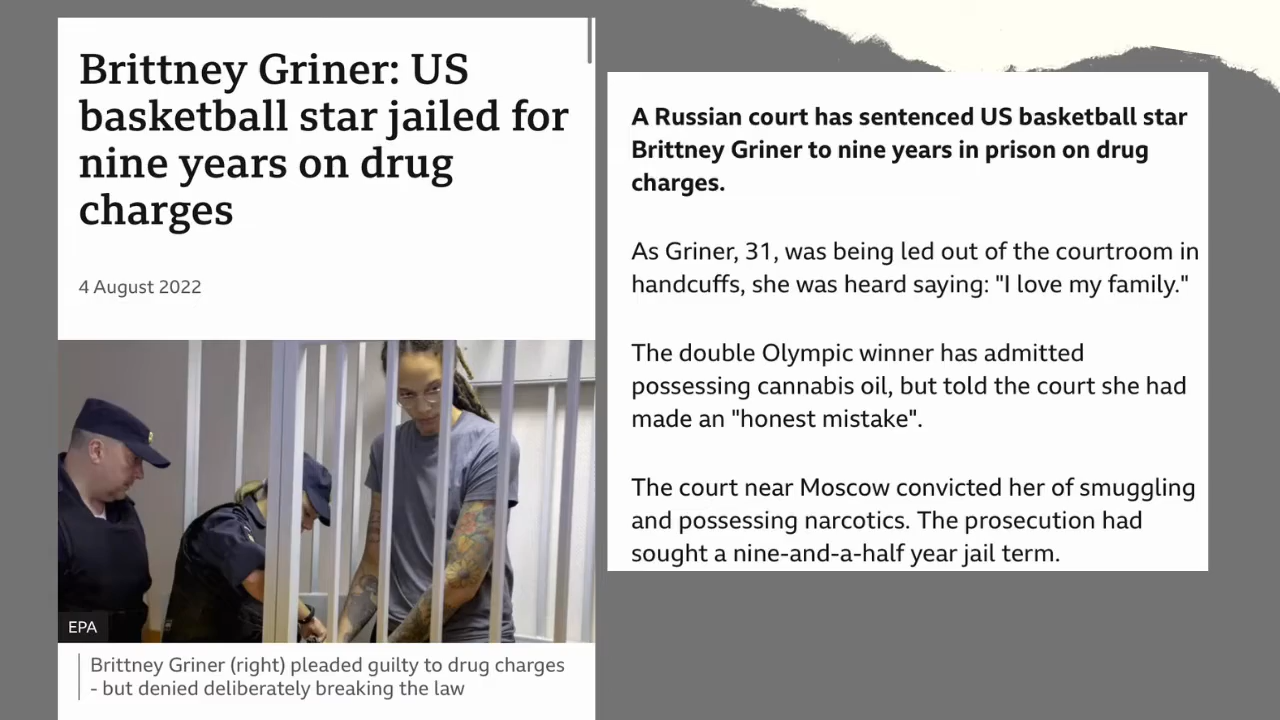 Brittney Griner: US
basketball star jailed for
nine years on drug
charges
4 August 2022
EPA
Brittney Griner (right) pleaded guilty to drug charges
- but denied deliberately breaking the law
A Russian court has sentenced US basketball star
Brittney Griner to nine years in prison on drug
charges.
As Griner, 31, was being led out of the courtroom in
handcuffs, she was heard saying: "I love my family."
The double Olympic winner has admitted
possessing cannabis oil, but told the court she had
made an "honest mistake".
The court near Moscow convicted her of smuggling
and possessing narcotics. The prosecution had
sought a nine-and-a-half year jail term.